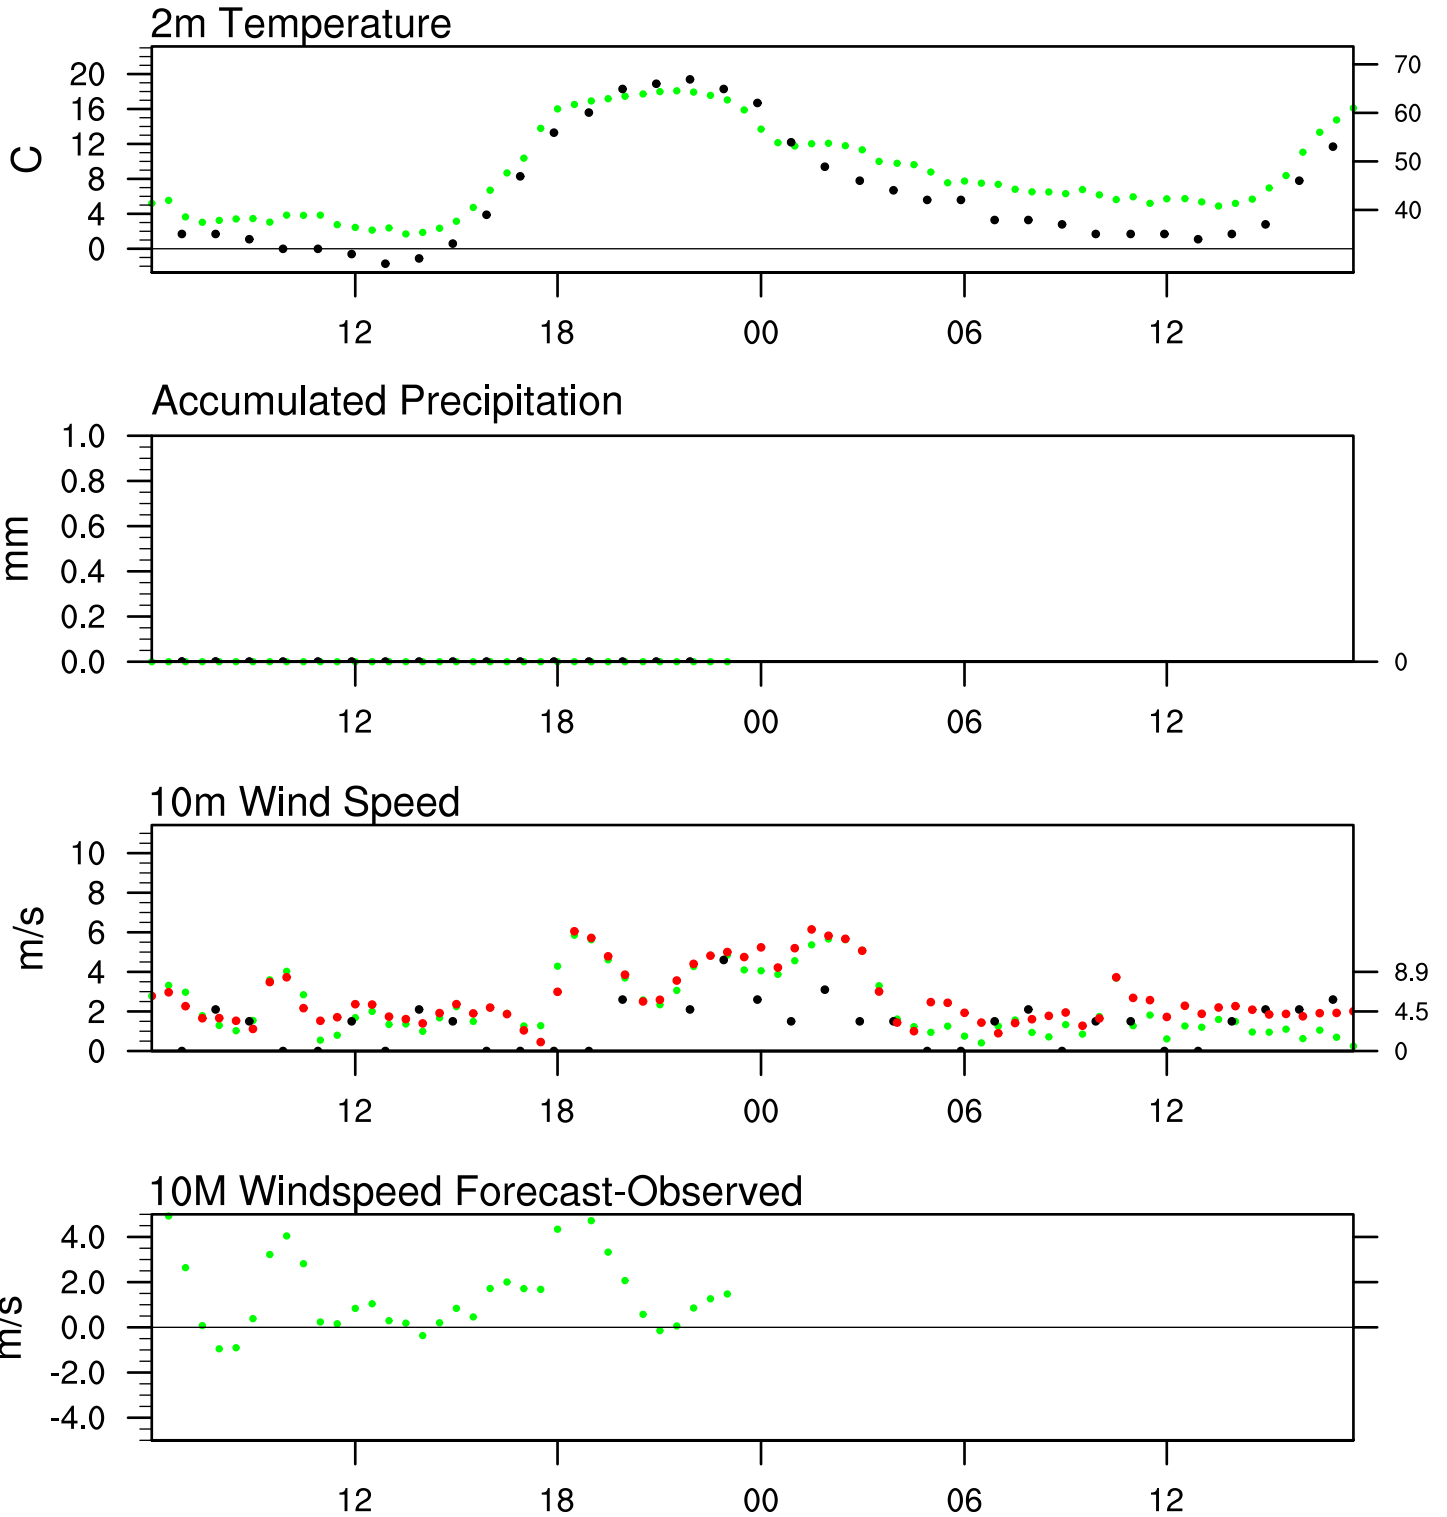 2m Temperature
20
16
12
8
4
0
C
70
60
50
40
12 18 00 06 12
Accumulated Precipitation
1.0
0.8
0.6
0.4
0.2
0.0
mm
0
12 18 00 06 12
10m Wind Speed
10
8
6
4
2
0
m/s
8.9
4.5
0
12 18 00 06 12
10M Windspeed Forecast-Observed
4.0
2.0
0.0
-2.0
-4.0
m/s
12 18 00 06 12